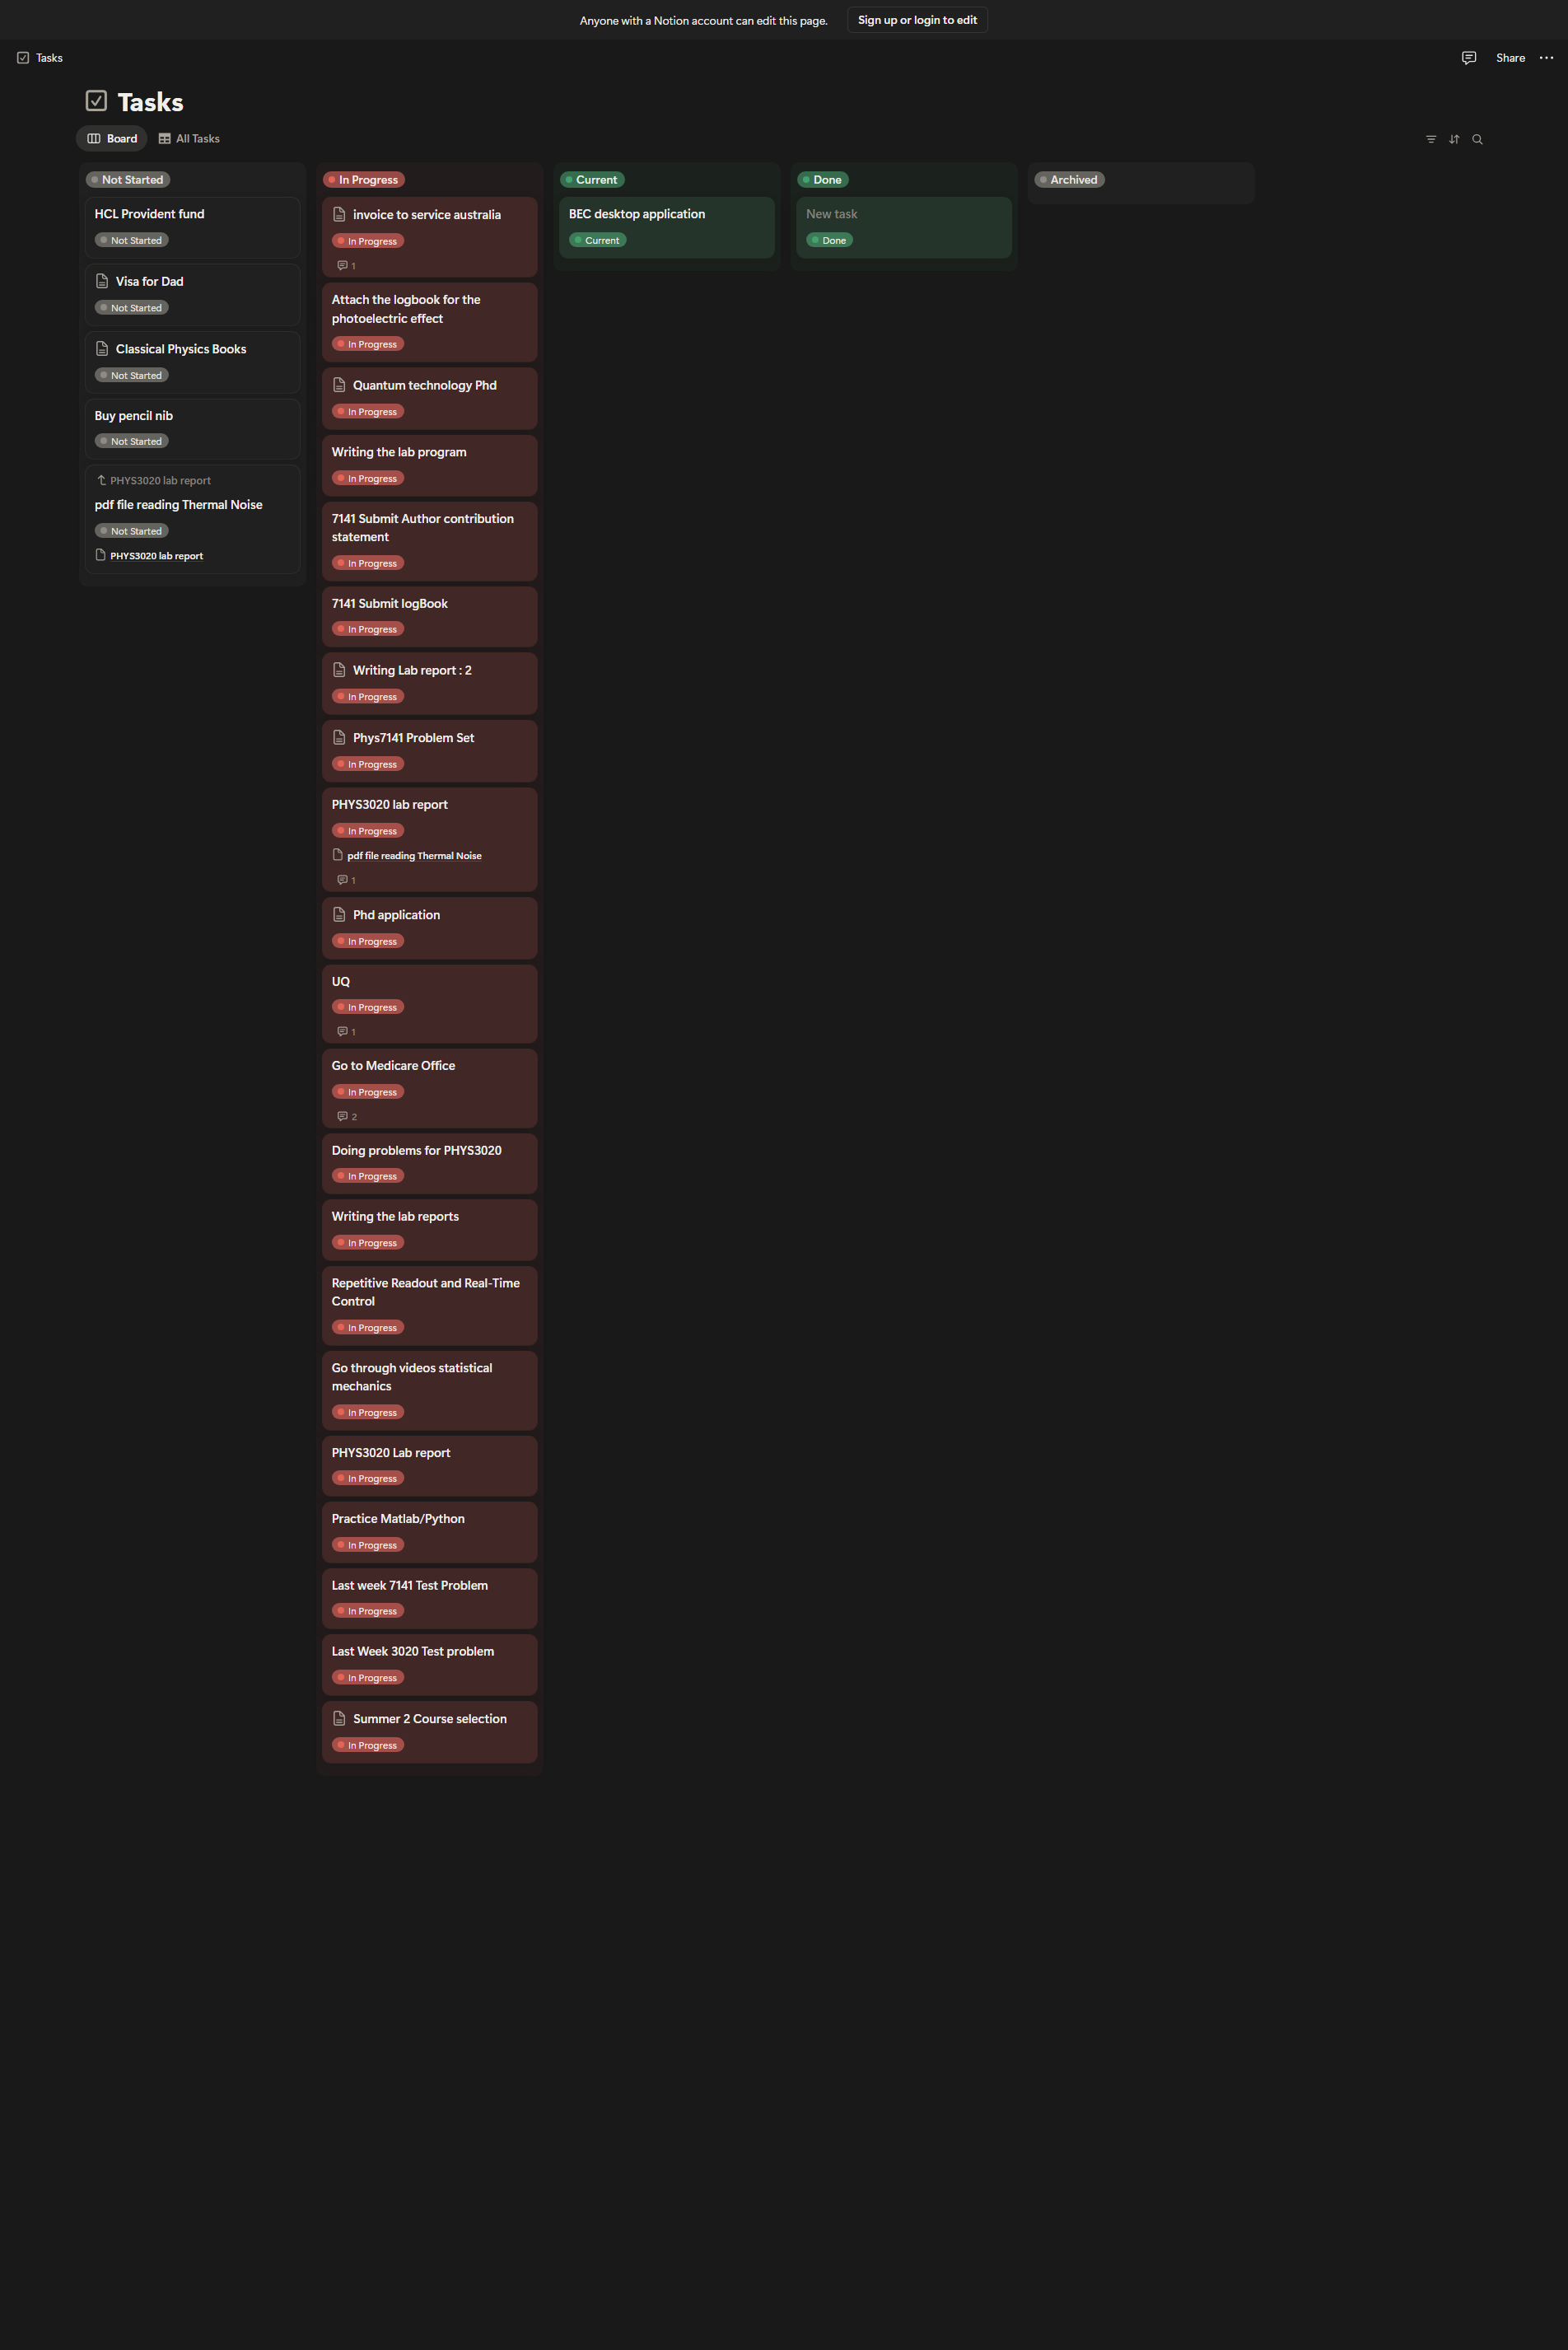 Anyone with a Notion account can edit this page.
Sign up or login to edit
Tasks
Share
Tasks
Board
All Tasks
Not Started
HCL Provident fund
Not Started
Visa for Dad
Not Started
Classical Physics Books
Not Started
Buy pencil nib
Not Started
PHYS3020 lab report
pdf file reading Thermal Noise
Not Started
PHYS3020 lab report
In Progress
invoice to service australia
In Progress
1
Attach the logbook for the
photoelectric effect
In Progress
Quantum technology Phd
In Progress
Writing the lab program
In Progress
7141 Submit Author contribution
statement
In Progress
7141 Submit logBook
In Progress
Writing Lab report : 2
In Progress
Phys7141 Problem Set
In Progress
PHYS3020 lab report
In Progress
pdf file reading Thermal Noise
1
Phd application
In Progress
UQ
In Progress
1
Go to Medicare Office
In Progress
2
Doing problems for PHYS3020
In Progress
Writing the lab reports
In Progress
Repetitive Readout and Real-Time
Control
In Progress
Go through videos statistical
mechanics
In Progress
PHYS3020 Lab report
In Progress
Practice Matlab/Python
In Progress
Last week 7141 Test Problem
In Progress
Last Week 3020 Test problem
In Progress
Summer 2 Course selection
In Progress
Current
BEC desktop application
Current
Done
New task
Done
Archived